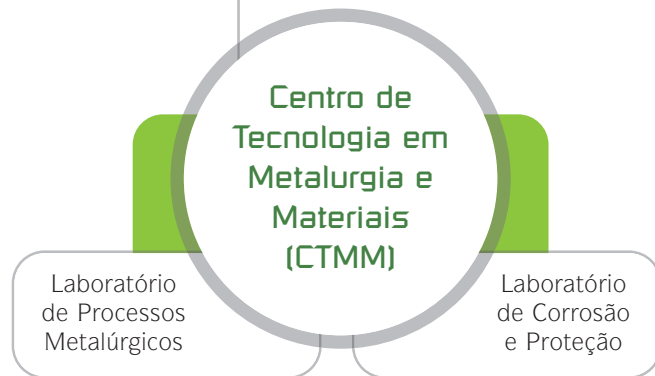 Centro de
Tecnologia em
Metalurgia e
Materiais
(CTMM)
Laboratório
de Processos
Metalúrgicos
Laboratório
de Corrosão
e Proteção